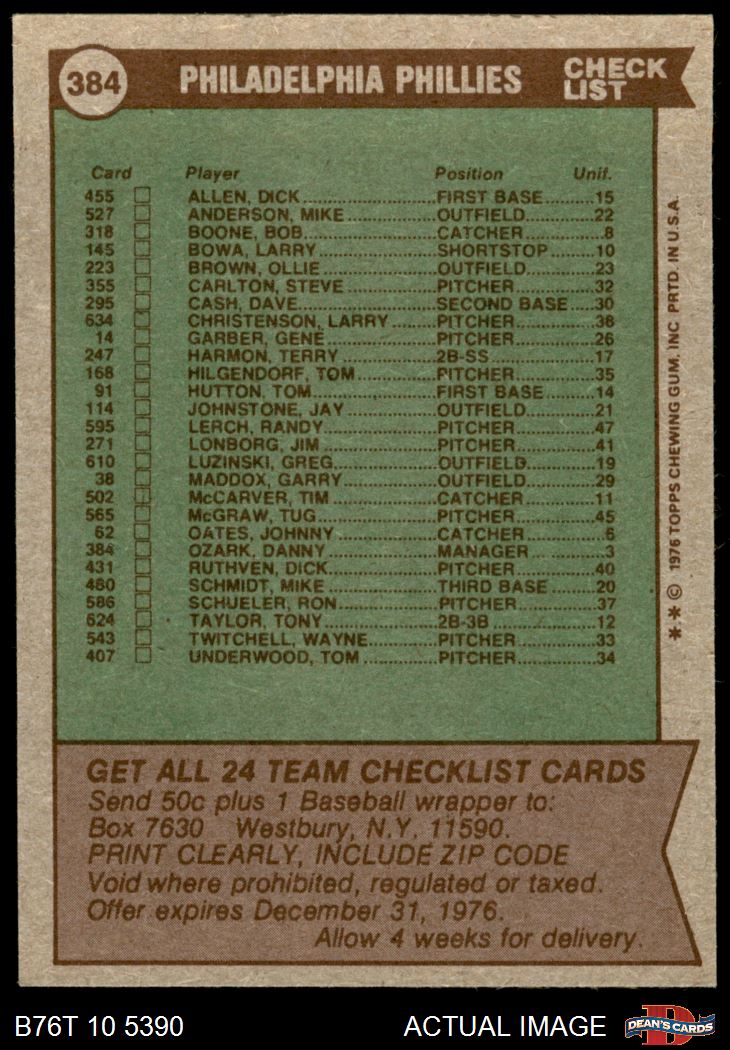 384 PHILADELPHIA PHILLIES CHECK LIST
Card Player Position Unif.
455 ALLEN, DICK FIRST BASE 15
527 ANDERSON, MIKE OUTFIELD 22
318 BOONE, BOB CATCHER 8
145 BOWA, LARRY SHORTSTOP 10
223 BROWN, OLLIE OUTFIELD 23
355 CARLTON, STEVE PITCHER 32
295 CASH, DAVE SECOND BASE 30
634 CHRISTENSON, LARRY PITCHER 38
14 GARBER, GENE PITCHER 26
247 HARMON, TERRY 2B-SS 17
168 HILGENDORF, TOM PITCHER 35
91 HUTTON, TOM FIRST BASE 14
114 JOHNSTONE, JAY OUTFIELD 21
595 LERCH, RANDY PITCHER 47
271 LONBORG, JIM PITCHER 41
610 LUZINSKI, GREG OUTFIELD 19
38 MADDOX, GARRY OUTFIELD 29
502 McCARVER, TIM CATCHER 11
565 McGRAW, TUG PITCHER 45
62 OATES, JOHNNY CATCHER 6
384 OZARK, DANNY MANAGER 3
431 RUTHVEN, DICK PITCHER 40
480 SCHMIDT, MIKE THIRD BASE 20
586 SCHUELER, RON PITCHER 37
624 TAYLOR, TONY 2B-3B 12
543 TWITCHELL, WAYNE PITCHER 33
407 UNDERWOOD, TOM PITCHER 34
GET ALL 24 TEAM CHECKLIST CARDS
Send 50c plus 1 Baseball wrapper to:
Box 7630 Westbury, N.Y. 11590.
PRINT CLEARLY, INCLUDE ZIP CODE
Void where prohibited, regulated or taxed.
Offer expires December 31, 1976.
Allow 4 weeks for delivery.
**© 1976 TOPPS CHEWING GUM, INC PRTD. IN U.S.A.
B76T 10 5390 ACTUAL IMAGE D DEAN'S CARDS